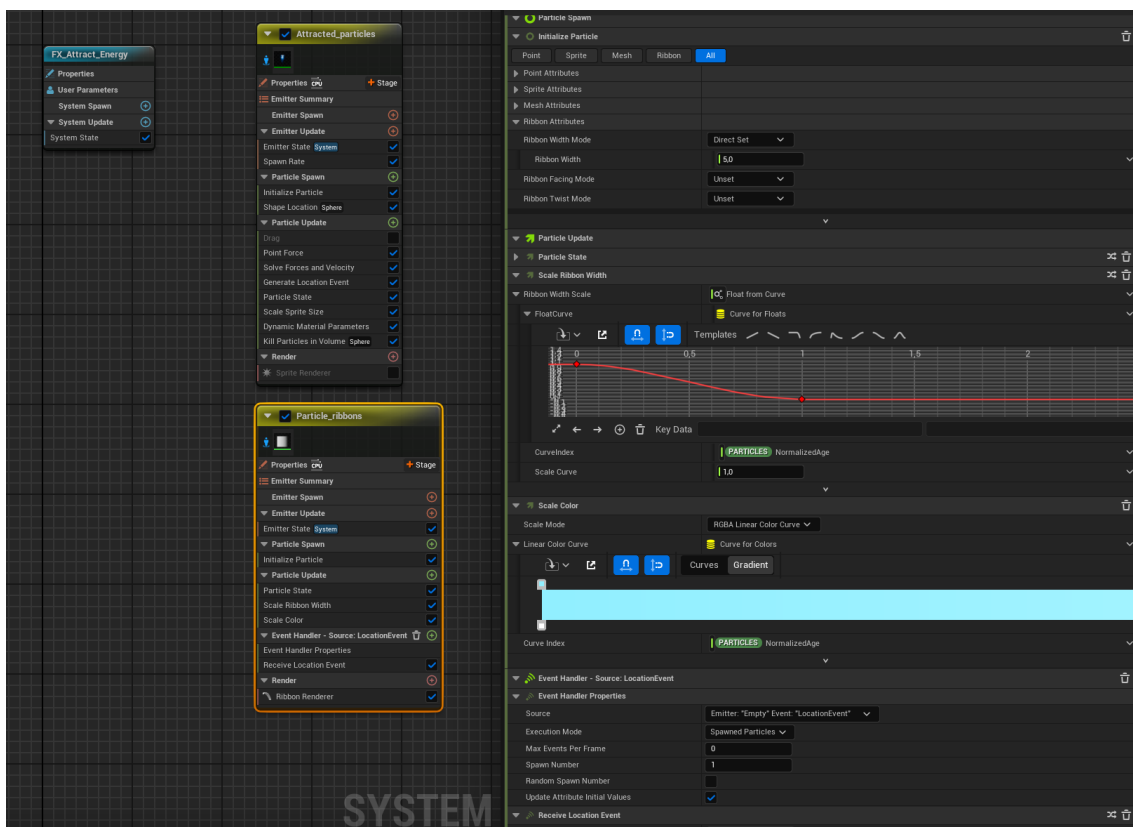 FX_Attract_Energy
Properties
User Parameters
System Spawn
System Update
System State
Attracted_particles
Properties CPU + Stage
Emitter Summary
Emitter Spawn
Emitter Update
Emitter State System
Spawn Rate
Particle Spawn
Initialize Particle
Shape Location Sphere
Particle Update
Drag
Point Force
Solve Forces and Velocity
Generate Location Event
Particle State
Scale Sprite Size
Dynamic Material Parameters
Kill Particles in Volume Sphere
Render
Sprite Renderer
Particle_ribbons
Properties CPU + Stage
Emitter Summary
Emitter Spawn
Emitter Update
Emitter State System
Particle Spawn
Initialize Particle
Particle Update
Particle State
Scale Ribbon Width
Scale Color
Event Handler - Source: LocationEvent
Event Handler Properties
Receive Location Event
Render
Ribbon Renderer
SYSTEM
Particle Spawn
Initialize Particle
Point Sprite Mesh Ribbon All
Point Attributes
Sprite Attributes
Mesh Attributes
Ribbon Attributes
Ribbon Width Mode Direct Set
Ribbon Width 5,0
Ribbon Facing Mode Unset
Ribbon Twist Mode Unset
Particle Update
Particle State
Scale Ribbon Width
Ribbon Width Scale Float from Curve
FloatCurve Curve for Floats
Templates
0 0,5 1 1,5 2
Key Data
CurveIndex PARTICLES NormalizedAge
Scale Curve 1,0
Scale Color
Scale Mode RGBA Linear Color Curve
Linear Color Curve Curve for Colors
Curves Gradient
Curve Index PARTICLES NormalizedAge
Event Handler - Source: LocationEvent
Event Handler Properties
Source Emitter: "Empty" Event: "LocationEvent"
Execution Mode Spawned Particles
Max Events Per Frame 0
Spawn Number 1
Random Spawn Number
Update Attribute Initial Values
Receive Location Event